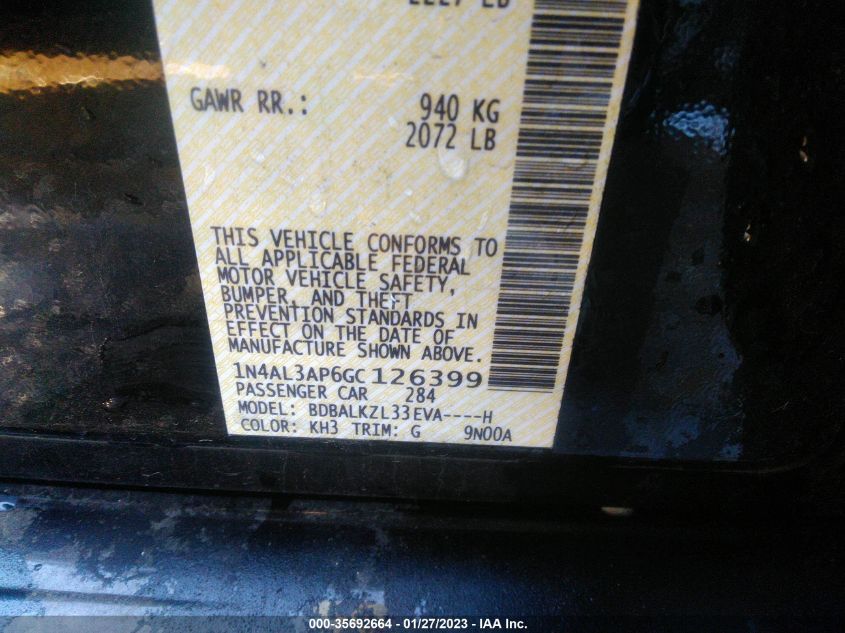 2227 LB
GAWR RR.: 940 KG
2072 LB
THIS VEHICLE CONFORMS TO
ALL APPLICABLE FEDERAL
MOTOR VEHICLE SAFETY,
BUMPER, AND THEFT
PREVENTION STANDARDS IN
EFFECT ON THE DATE OF
MANUFACTURE SHOWN ABOVE.
1N4AL3AP6GC126399
PASSENGER CAR 284
MODEL: BDBALKZL33EVA----H
COLOR: KH3 TRIM: G 9N00A
000-35692664 - 01/27/2023 - IAA Inc.